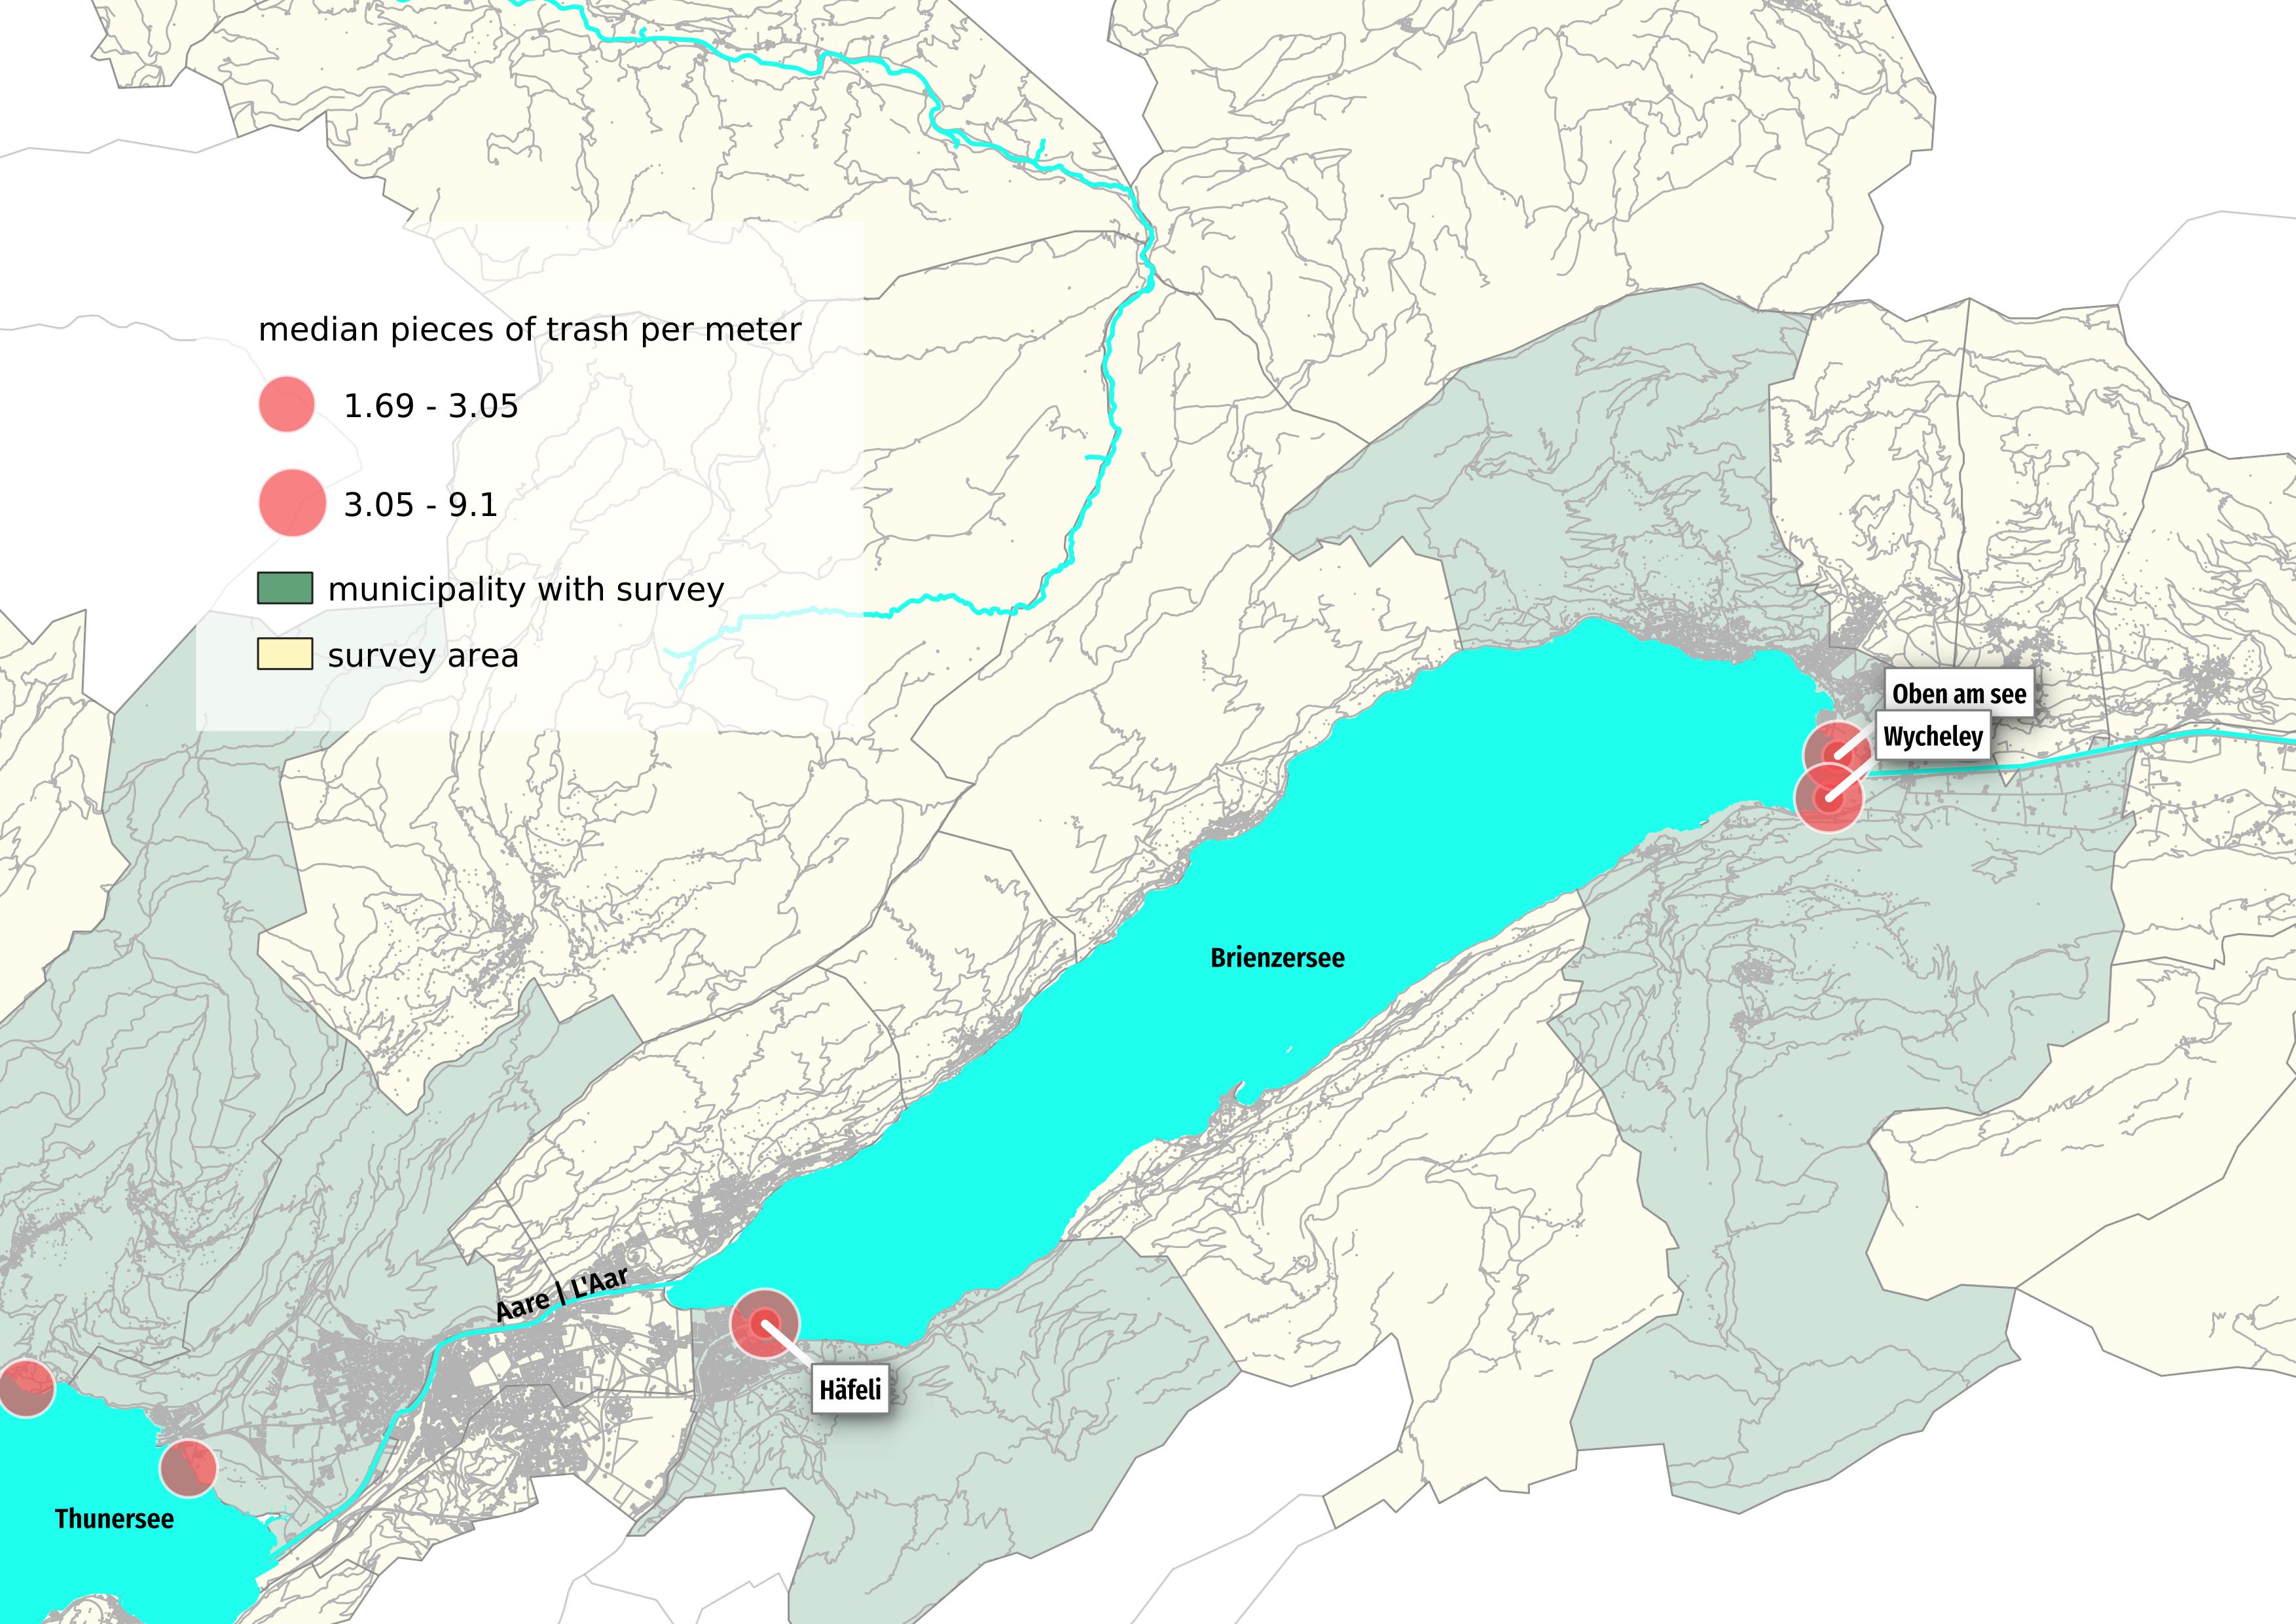 median pieces of trash per meter
1.69 - 3.05
3.05 - 9.1
municipality with survey
survey area
Oben am see
Wycheley
Brienzersee
Aare | L'Aar
Häfeli
Thunersee